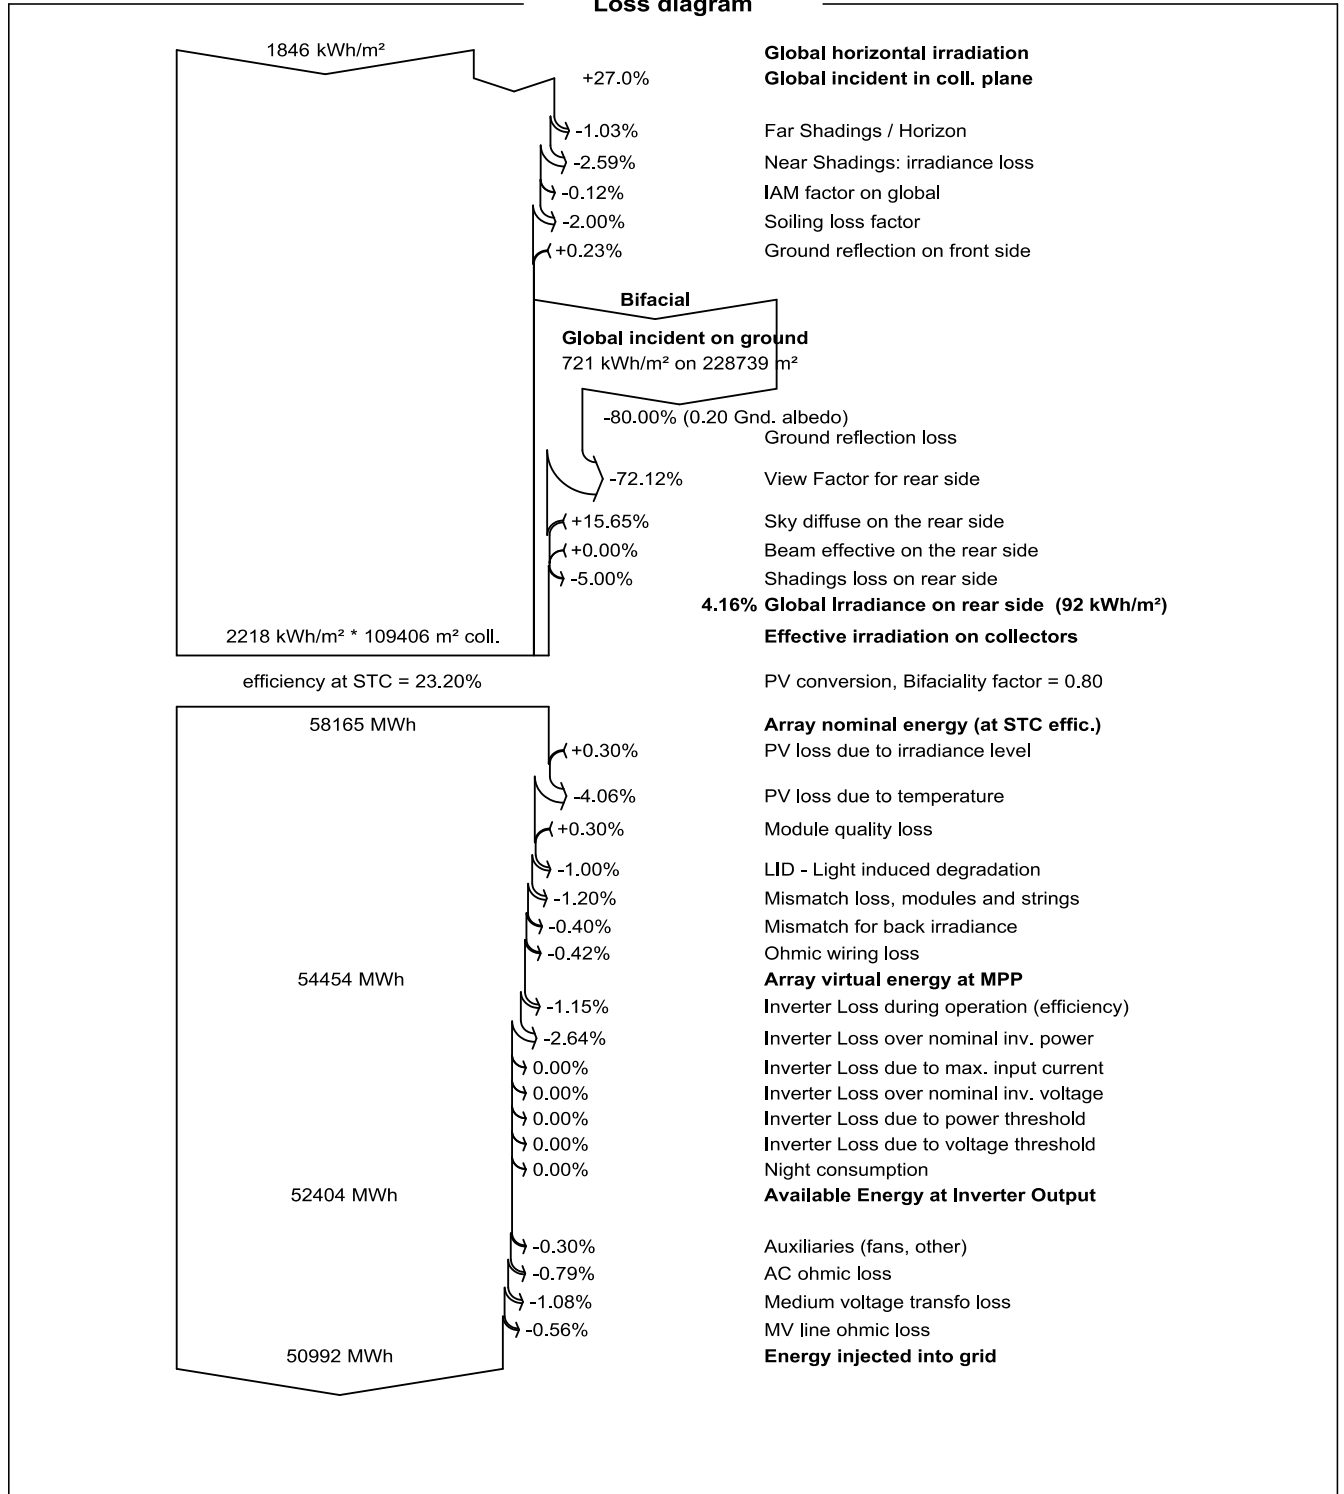 Loss diagram
1846 kWh/m² Global horizontal irradiation
+27.0% Global incident in coll. plane
-1.03% Far Shadings / Horizon
-2.59% Near Shadings: irradiance loss
-0.12% IAM factor on global
-2.00% Soiling loss factor
+0.23% Ground reflection on front side
Bifacial
Global incident on ground
721 kWh/m² on 228739 m²
-80.00% (0.20 Gnd. albedo)
Ground reflection loss
-72.12% View Factor for rear side
+15.65% Sky diffuse on the rear side
+0.00% Beam effective on the rear side
-5.00% Shadings loss on rear side
4.16% Global Irradiance on rear side (92 kWh/m²)
2218 kWh/m² * 109406 m² coll. Effective irradiation on collectors
efficiency at STC = 23.20% PV conversion, Bifaciality factor = 0.80
58165 MWh Array nominal energy (at STC effic.)
+0.30% PV loss due to irradiance level
-4.06% PV loss due to temperature
+0.30% Module quality loss
-1.00% LID - Light induced degradation
-1.20% Mismatch loss, modules and strings
-0.40% Mismatch for back irradiance
-0.42% Ohmic wiring loss
54454 MWh Array virtual energy at MPP
-1.15% Inverter Loss during operation (efficiency)
-2.64% Inverter Loss over nominal inv. power
0.00% Inverter Loss due to max. input current
0.00% Inverter Loss over nominal inv. voltage
0.00% Inverter Loss due to power threshold
0.00% Inverter Loss due to voltage threshold
0.00% Night consumption
52404 MWh Available Energy at Inverter Output
-0.30% Auxiliaries (fans, other)
-0.79% AC ohmic loss
-1.08% Medium voltage transfo loss
-0.56% MV line ohmic loss
50992 MWh Energy injected into grid